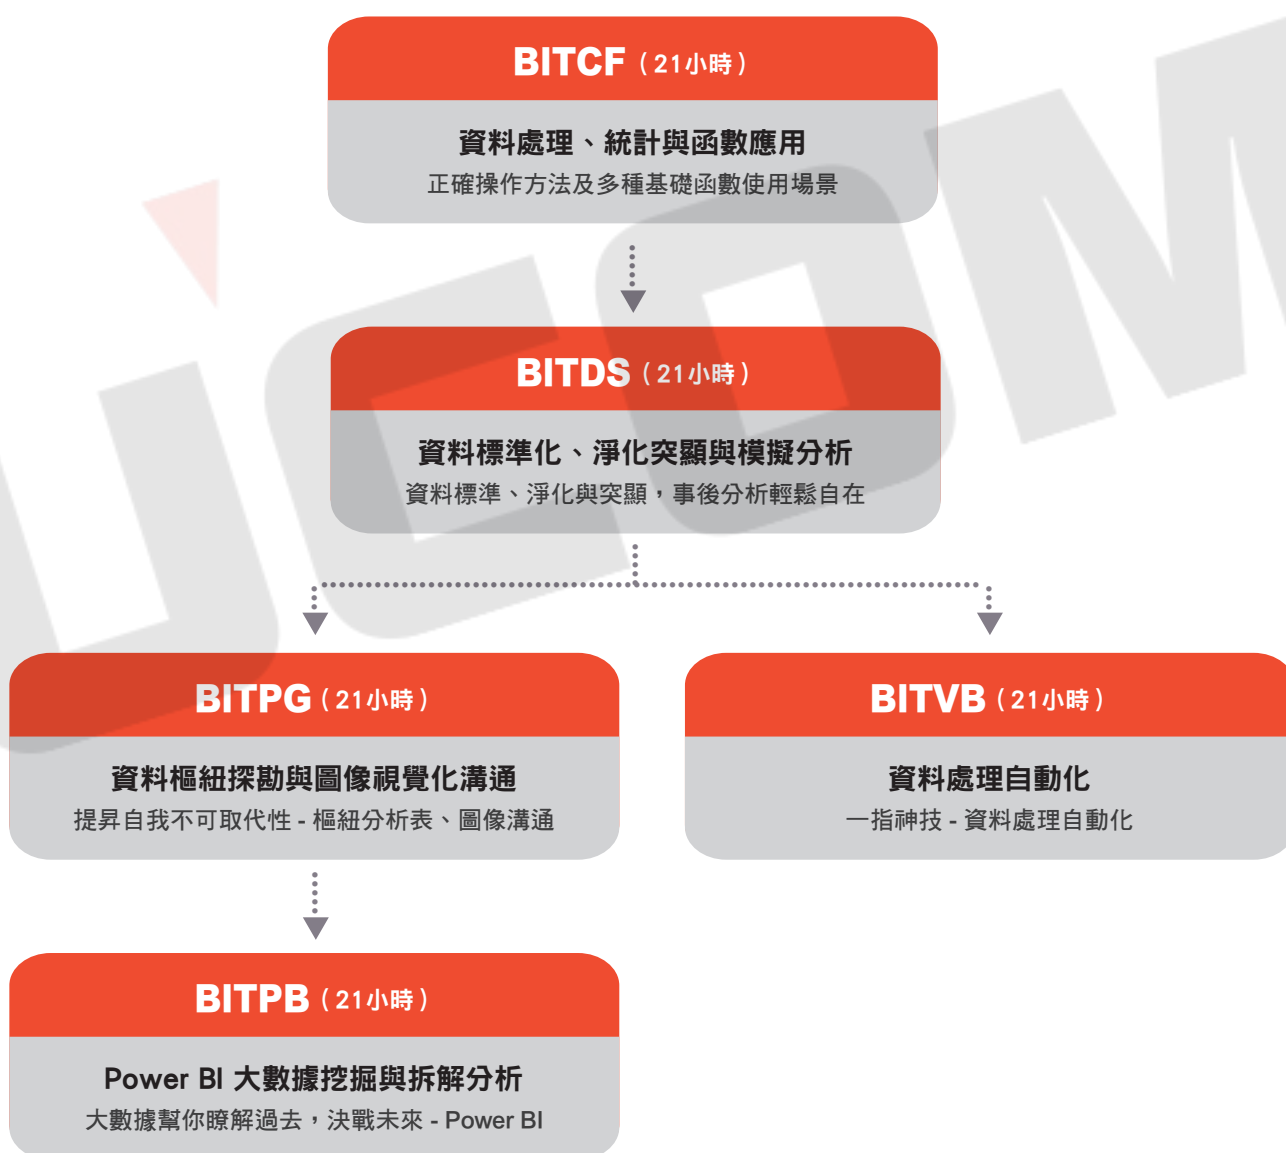 BITCF（21小時）
資料處理、統計與函數應用
正確操作方法及多種基礎函數使用場景
BITDS（21小時）
資料標準化、淨化突顯與模擬分析
資料標準、淨化與突顯，事後分析輕鬆自在
BITPG（21小時）
資料樞紐探勘與圖像視覺化溝通
提昇自我不可取代性 - 樞紐分析表、圖像溝通
BITVB（21小時）
資料處理自動化
一指神技 - 資料處理自動化
BITPB（21小時）
Power BI 大數據挖掘與拆解分析
大數據幫你瞭解過去，決戰未來 - Power BI
UCOM